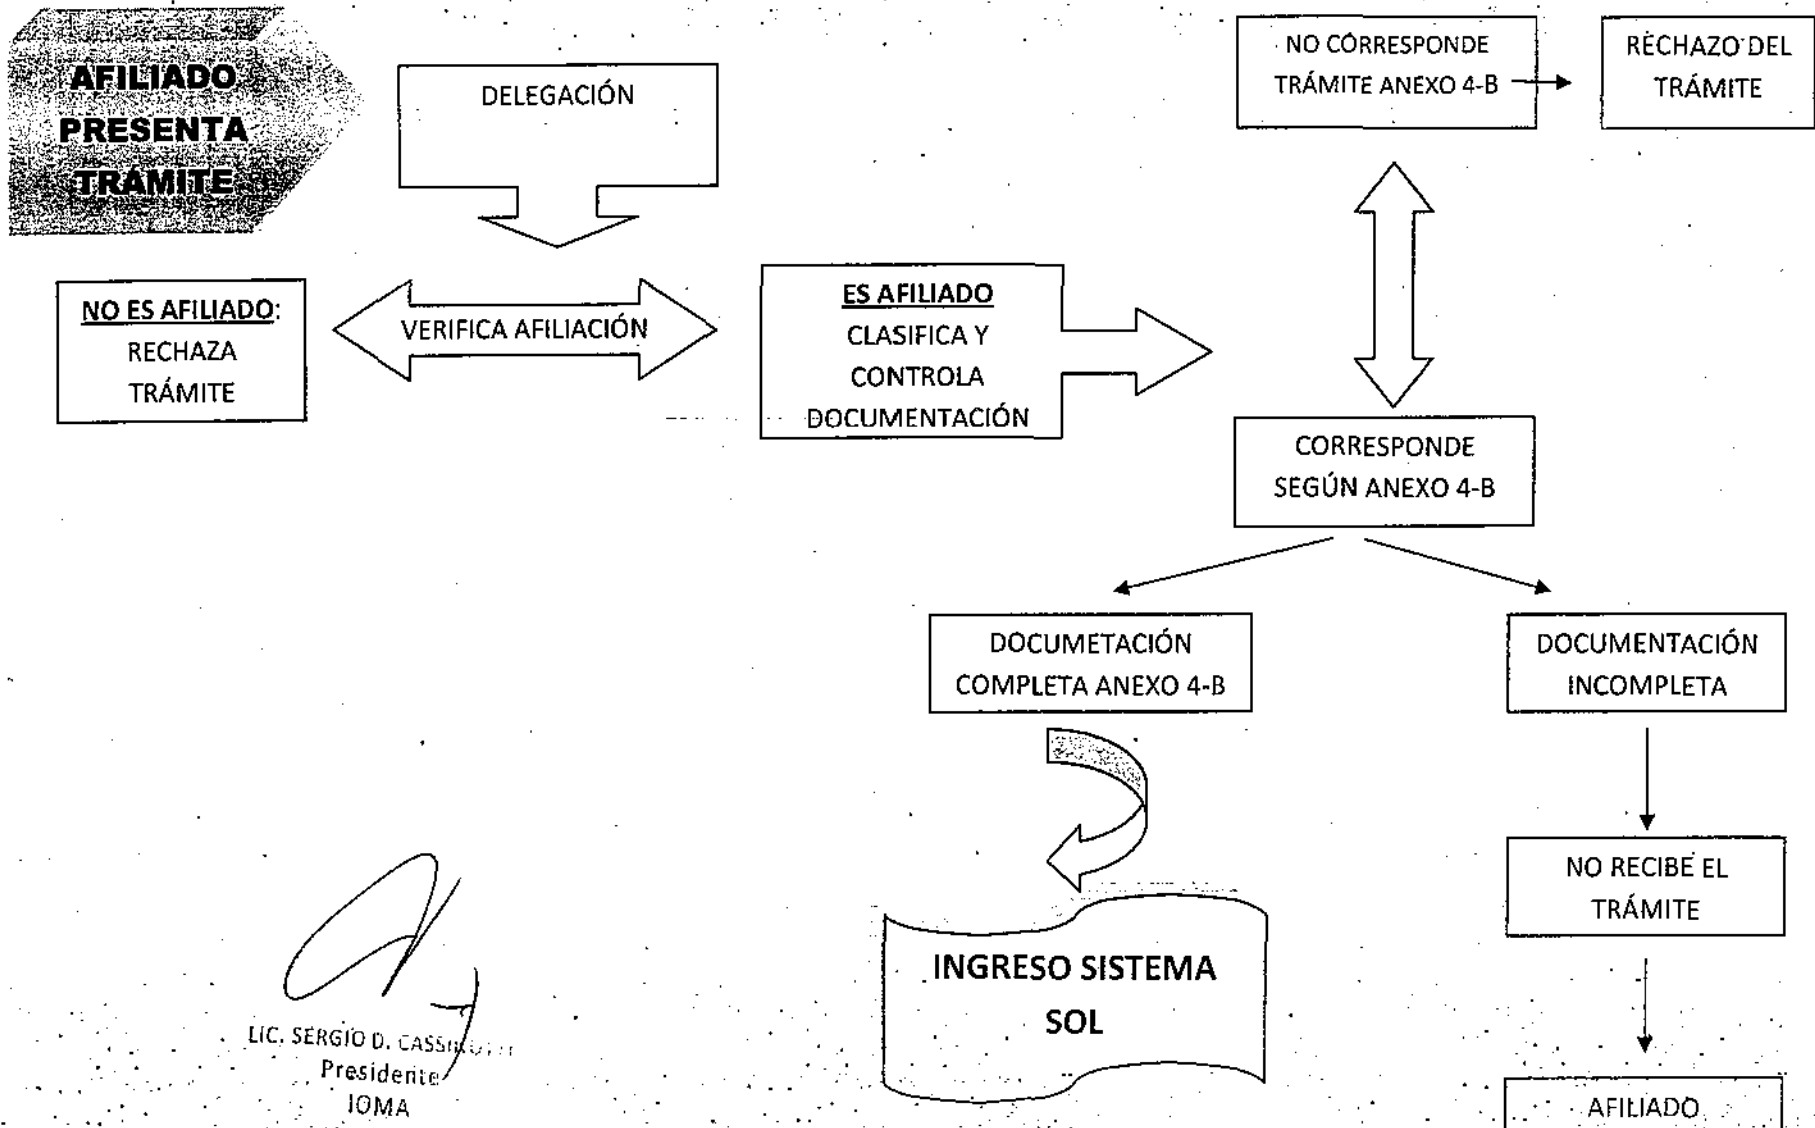 AFILIADO
PRESENTA
TRÁMITE
DELEGACIÓN
NO CORRESPONDE
TRÁMITE ANEXO 4-B
RECHAZO DEL
TRÁMITE
NO ES AFILIADO:
RECHAZA
TRÁMITE
VERIFICA AFILIACIÓN
ES AFILIADO
CLASIFICA Y
CONTROLA
DOCUMENTACIÓN
CORRESPONDE
SEGÚN ANEXO 4-B
DOCUMETACIÓN
COMPLETA ANEXO 4-B
DOCUMENTACIÓN
INCOMPLETA
NO RECIBE EL
TRÁMITE
INGRESO SISTEMA
SOL
AFILIADO
LIC. SERGIO D.
Presidente
IOMA